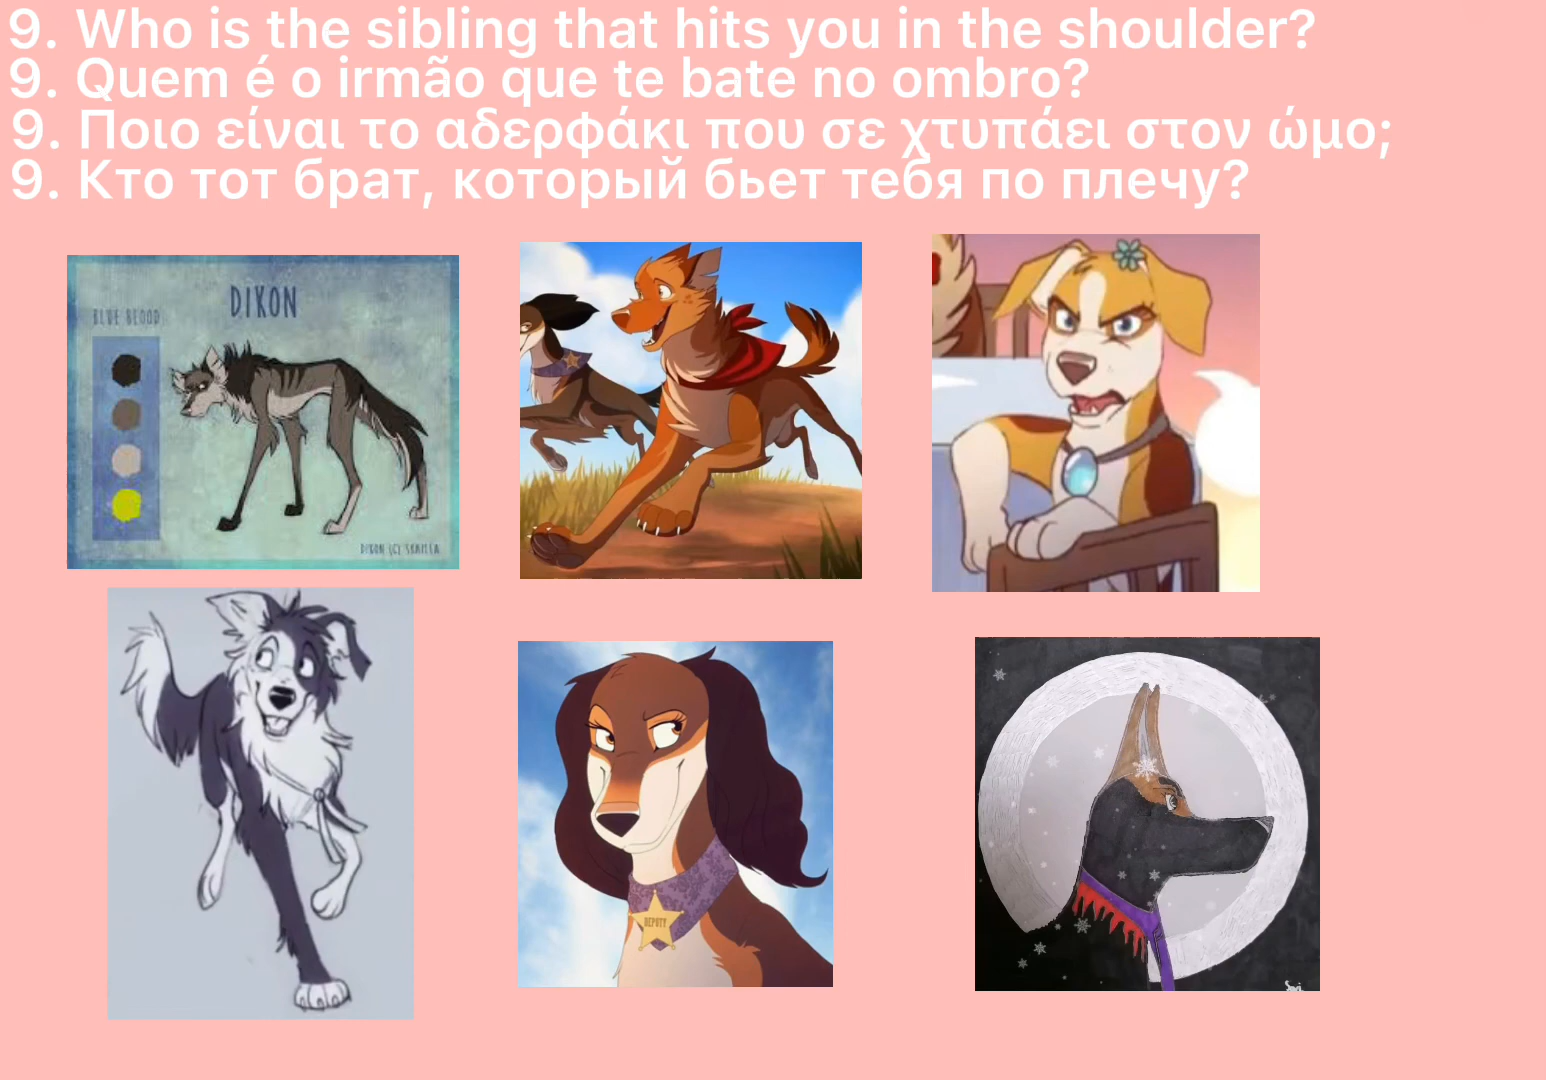 9. Who is the sibling that hits you in the shoulder?
9. Quem é o irmão que te bate no ombro?
9. Ποιο είναι το αδερφάκι που σε χτυπάει στον ώμο;
9. Кто тот брат, который бьет тебя по плечу?
DIKON
BLUE BLOOD
DIKON (C)
DEPUTY